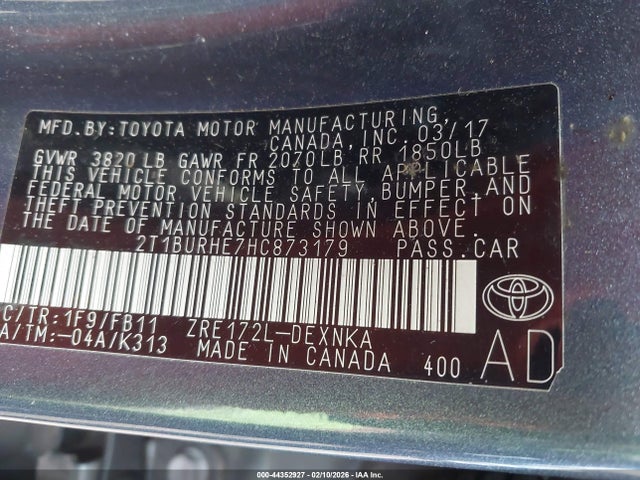 MFD.BY:TOYOTA MOTOR MANUFACTURING,
CANADA,INC. 03/17
GVWR 3820LB GAWR FR 2070LB RR 1850LB
THIS VEHICLE CONFORMS TO ALL APPLICABLE
FEDERAL MOTOR VEHICLE SAFETY, BUMPER, AND
THEFT PREVENTION STANDARDS IN EFFECT ON
THE DATE OF MANUFACTURE SHOWN ABOVE.
2T1BURHE7HC873179 PASS.CAR
C/TR:1F9/FB11 ZRE172L-DEXNKA
A/TM:-04A/K313 MADE IN CANADA 400
AD
000-44352927 - 02/10/2026 - IAA Inc.